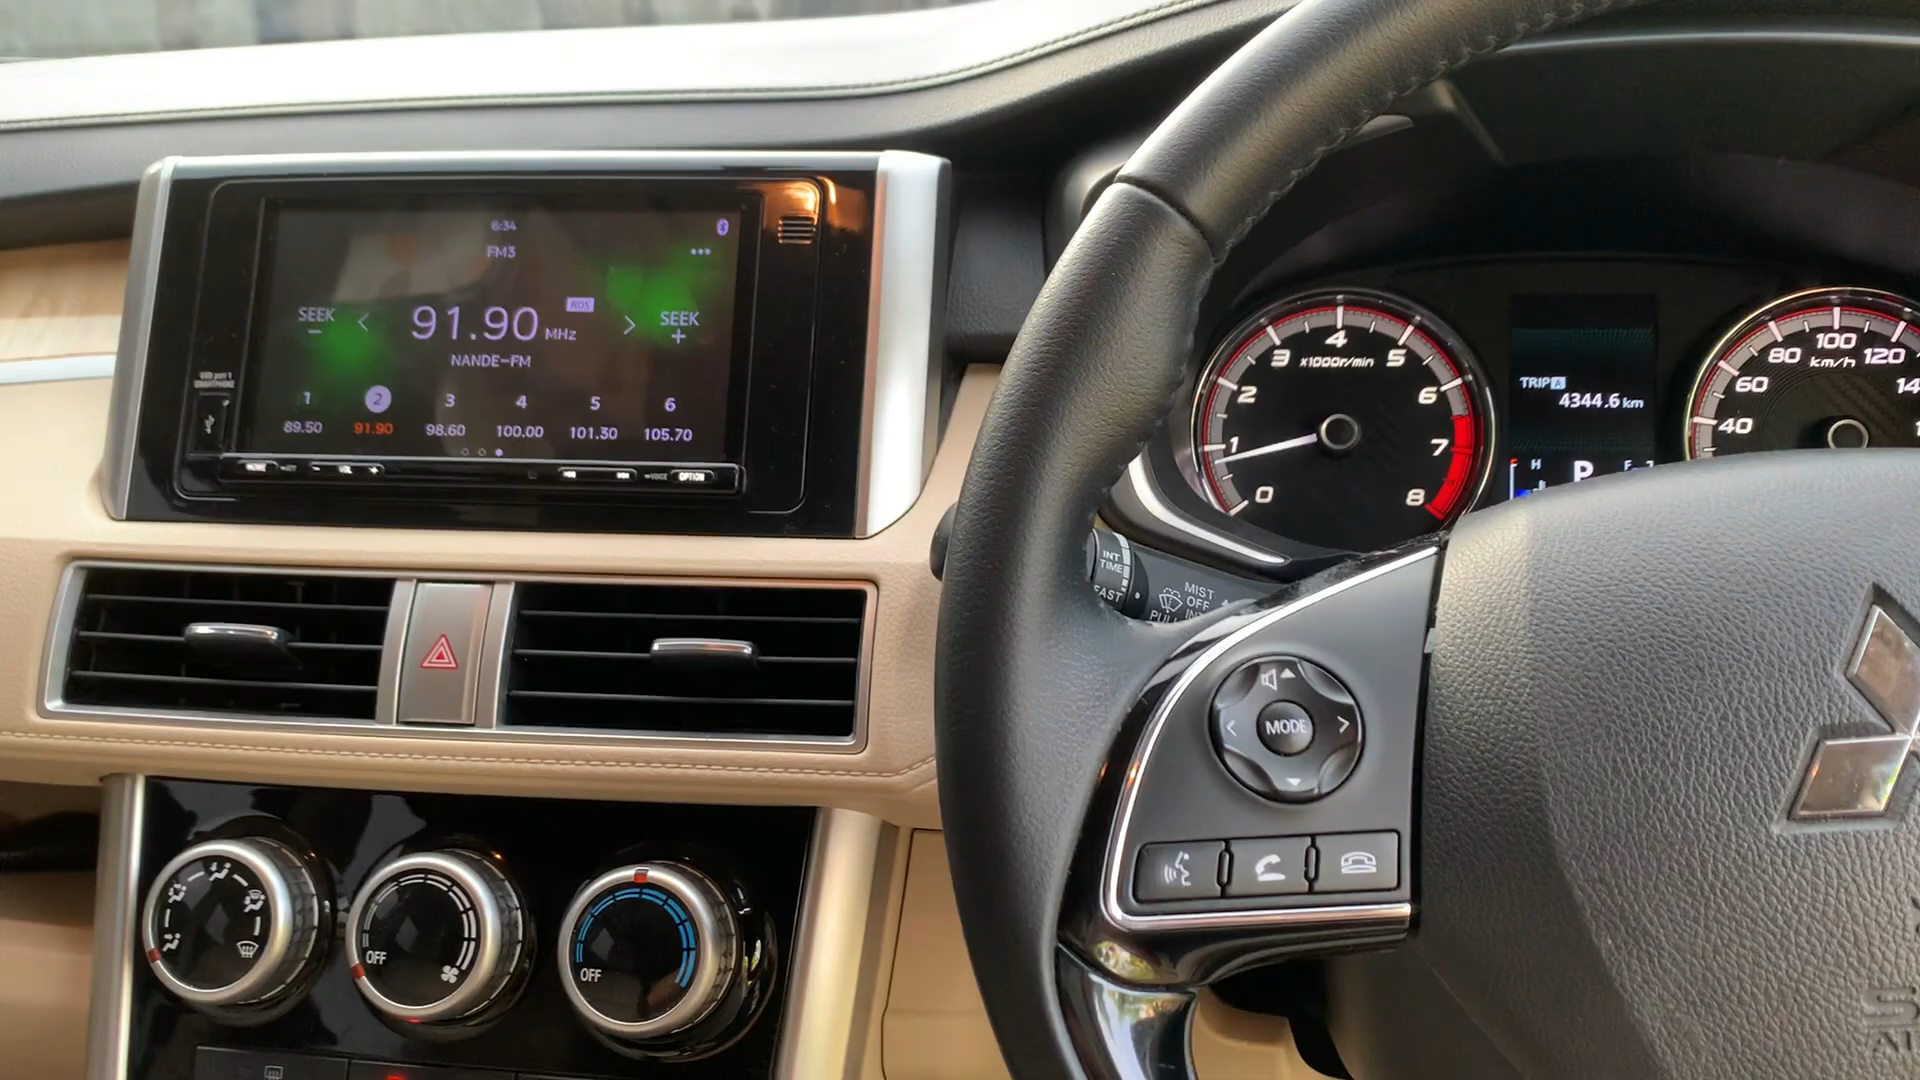 6:34
FM3
SEEK
−
91.90 MHz
RDS
SEEK
+
NANDE-FM
1 2 3 4 5 6
89.50 91.90 98.60 100.00 101.30 105.70
VOL
OPTION
0 1 2 3 4 5 6 7 8
x1000r/min
TRIP A
4344.6 km
H
P
F
40 60 80 100 120
km/h
INT
TIME
FAST
MIST
OFF
MODE
OFF
OFF